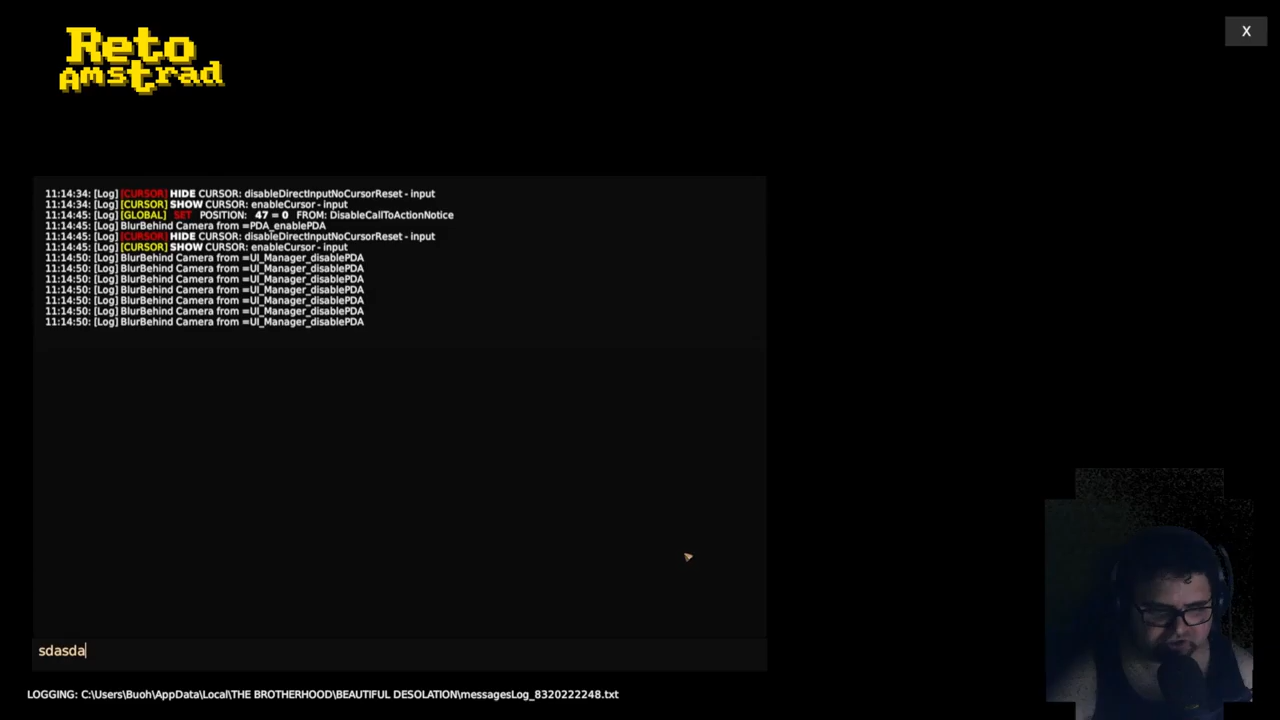 Reto
Amstrad
X
11:14:34: [Log] [CURSOR] HIDE CURSOR: disableDirectInputNoCursorReset - input
11:14:34: [Log] [CURSOR] SHOW CURSOR: enableCursor - input
11:14:45: [Log] [GLOBAL] SET POSITION: 47 = 0 FROM: DisableCallToActionNotice
11:14:45: [Log] BlurBehind Camera from =PDA_enablePDA
11:14:45: [Log] [CURSOR] HIDE CURSOR: disableDirectInputNoCursorReset - input
11:14:45: [Log] [CURSOR] SHOW CURSOR: enableCursor - input
11:14:50: [Log] BlurBehind Camera from =UI_Manager_disablePDA
11:14:50: [Log] BlurBehind Camera from =UI_Manager_disablePDA
11:14:50: [Log] BlurBehind Camera from =UI_Manager_disablePDA
11:14:50: [Log] BlurBehind Camera from =UI_Manager_disablePDA
11:14:50: [Log] BlurBehind Camera from =UI_Manager_disablePDA
11:14:50: [Log] BlurBehind Camera from =UI_Manager_disablePDA
11:14:50: [Log] BlurBehind Camera from =UI_Manager_disablePDA
sdasda
LOGGING: C:\Users\Buoh\AppData\Local\THE BROTHERHOOD\BEAUTIFUL DESOLATION\messagesLog_8320222248.txt